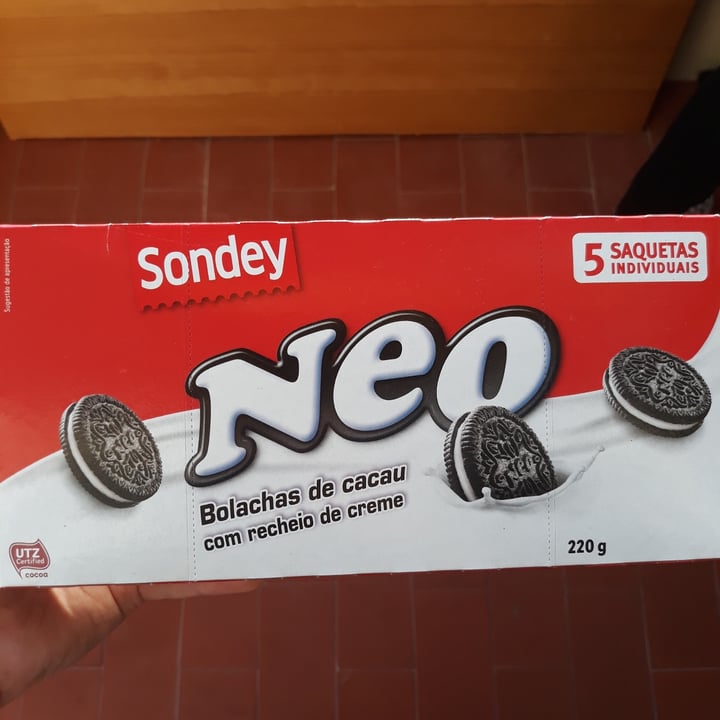 Sugestão de apresentação
Sondey
5 SAQUETAS
INDIVIDUAIS
Neo
Neo
Bolachas de cacau
com recheio de creme
UTZ
Certified
cocoa
220 g